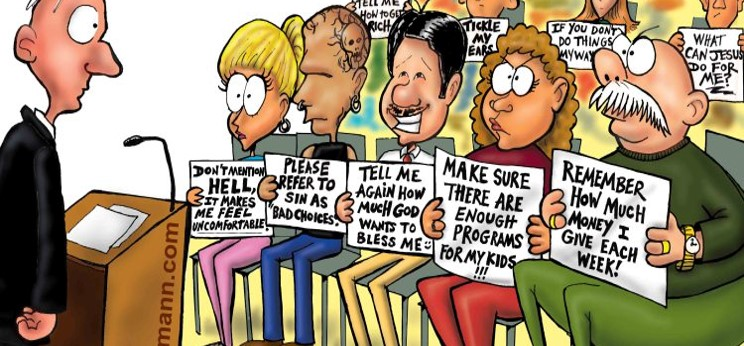 TELL ME
HOW TO GET
RICH
TICKLE
MY
EARS
IF YOU DON'T
DO THINGS
MY WAY
WHAT
CAN JESUS
DO FOR
ME?
DON'T MENTION
HELL,
IT MAKES
ME FEEL
UNCOMFORTABLE!
PLEASE
REFER TO
SIN AS
"BAD CHOICES."
TELL ME
AGAIN HOW
MUCH GOD
WANTS TO
BLESS ME
MAKE SURE
THERE ARE
ENOUGH
PROGRAMS
FOR MY KIDS
!!!
REMEMBER
HOW MUCH
MONEY I
GIVE EACH
WEEK!
mann.com